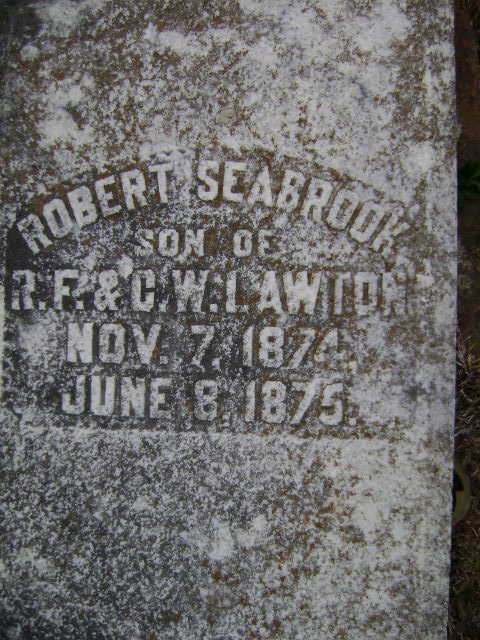 ROBERT SEABROOK
SON OF
R.F. & C.W. LAWTON
NOV. 7, 1874.
JUNE 8, 1875.